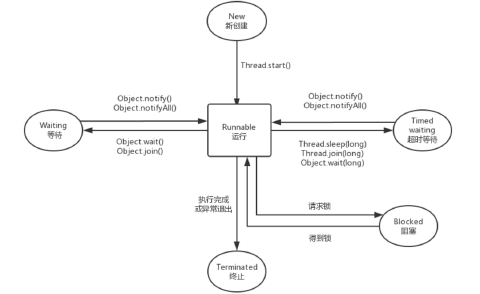 New
新创建
Thread.start()
Object.notify()
Object.notifyAll()
Object.notify()
Object.notifyAll()
Waiting
等待
Runnable
运行
Timed
waiting
超时等待
Object.wait()
Object.join()
Thread.sleep(long)
Thread.join(long)
Object.wait(long)
执行完成
或异常退出
请求锁
Blocked
阻塞
得到锁
Terminated
终止